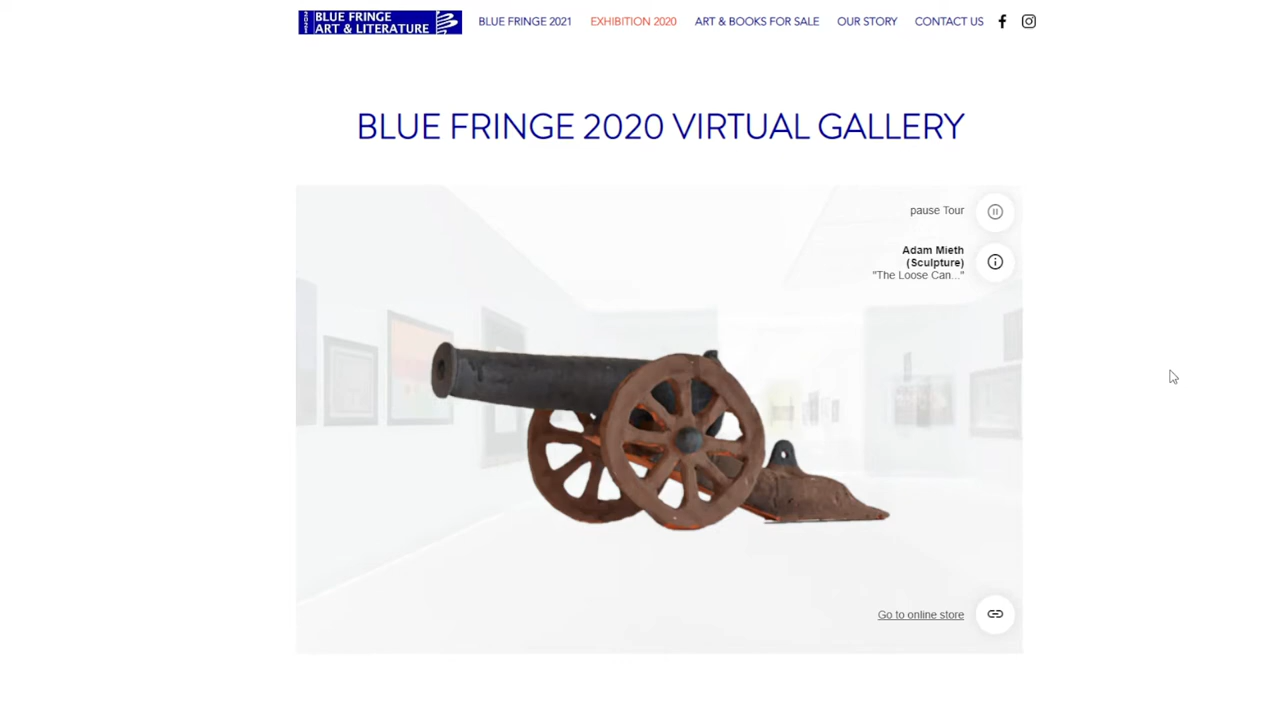 2021
BLUE FRINGE
ART & LITERATURE
BLUE FRINGE 2021
EXHIBITION 2020
ART & BOOKS FOR SALE
OUR STORY
CONTACT US
BLUE FRINGE 2020 VIRTUAL GALLERY
pause Tour
Adam Mieth
(Sculpture)
"The Loose Can..."
Go to online store